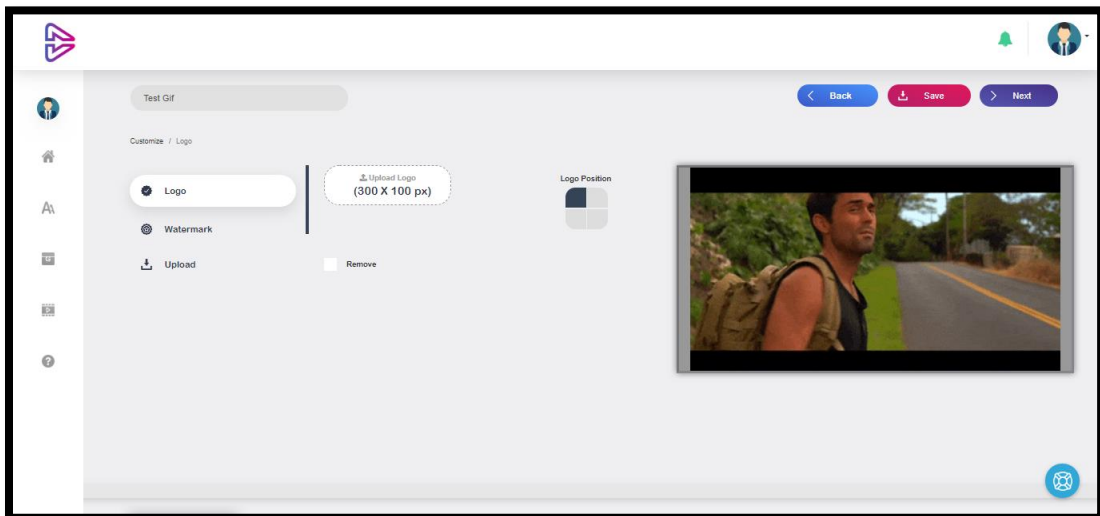 Test Gif
Back
Save
Next
Customize / Logo
Logo
Watermark
Upload
Upload Logo
(300 X 100 px)
Remove
Logo Position